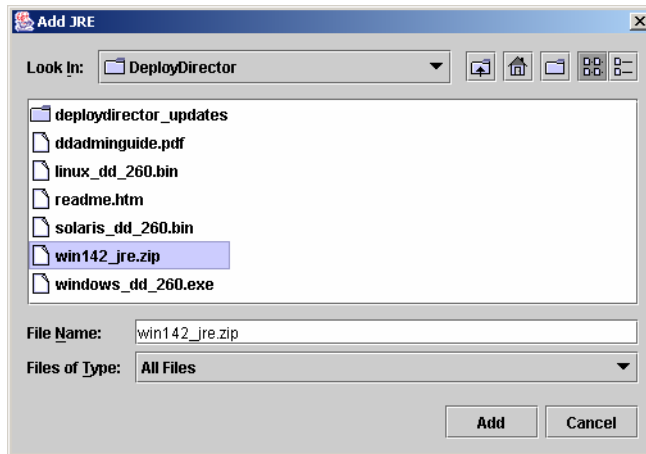 Add JRE
Look In: DeployDirector
deploydirector_updates
ddadminguide.pdf
linux_dd_260.bin
readme.htm
solaris_dd_260.bin
win142_jre.zip
windows_dd_260.exe
File Name: win142_jre.zip
Files of Type: All Files
Add Cancel